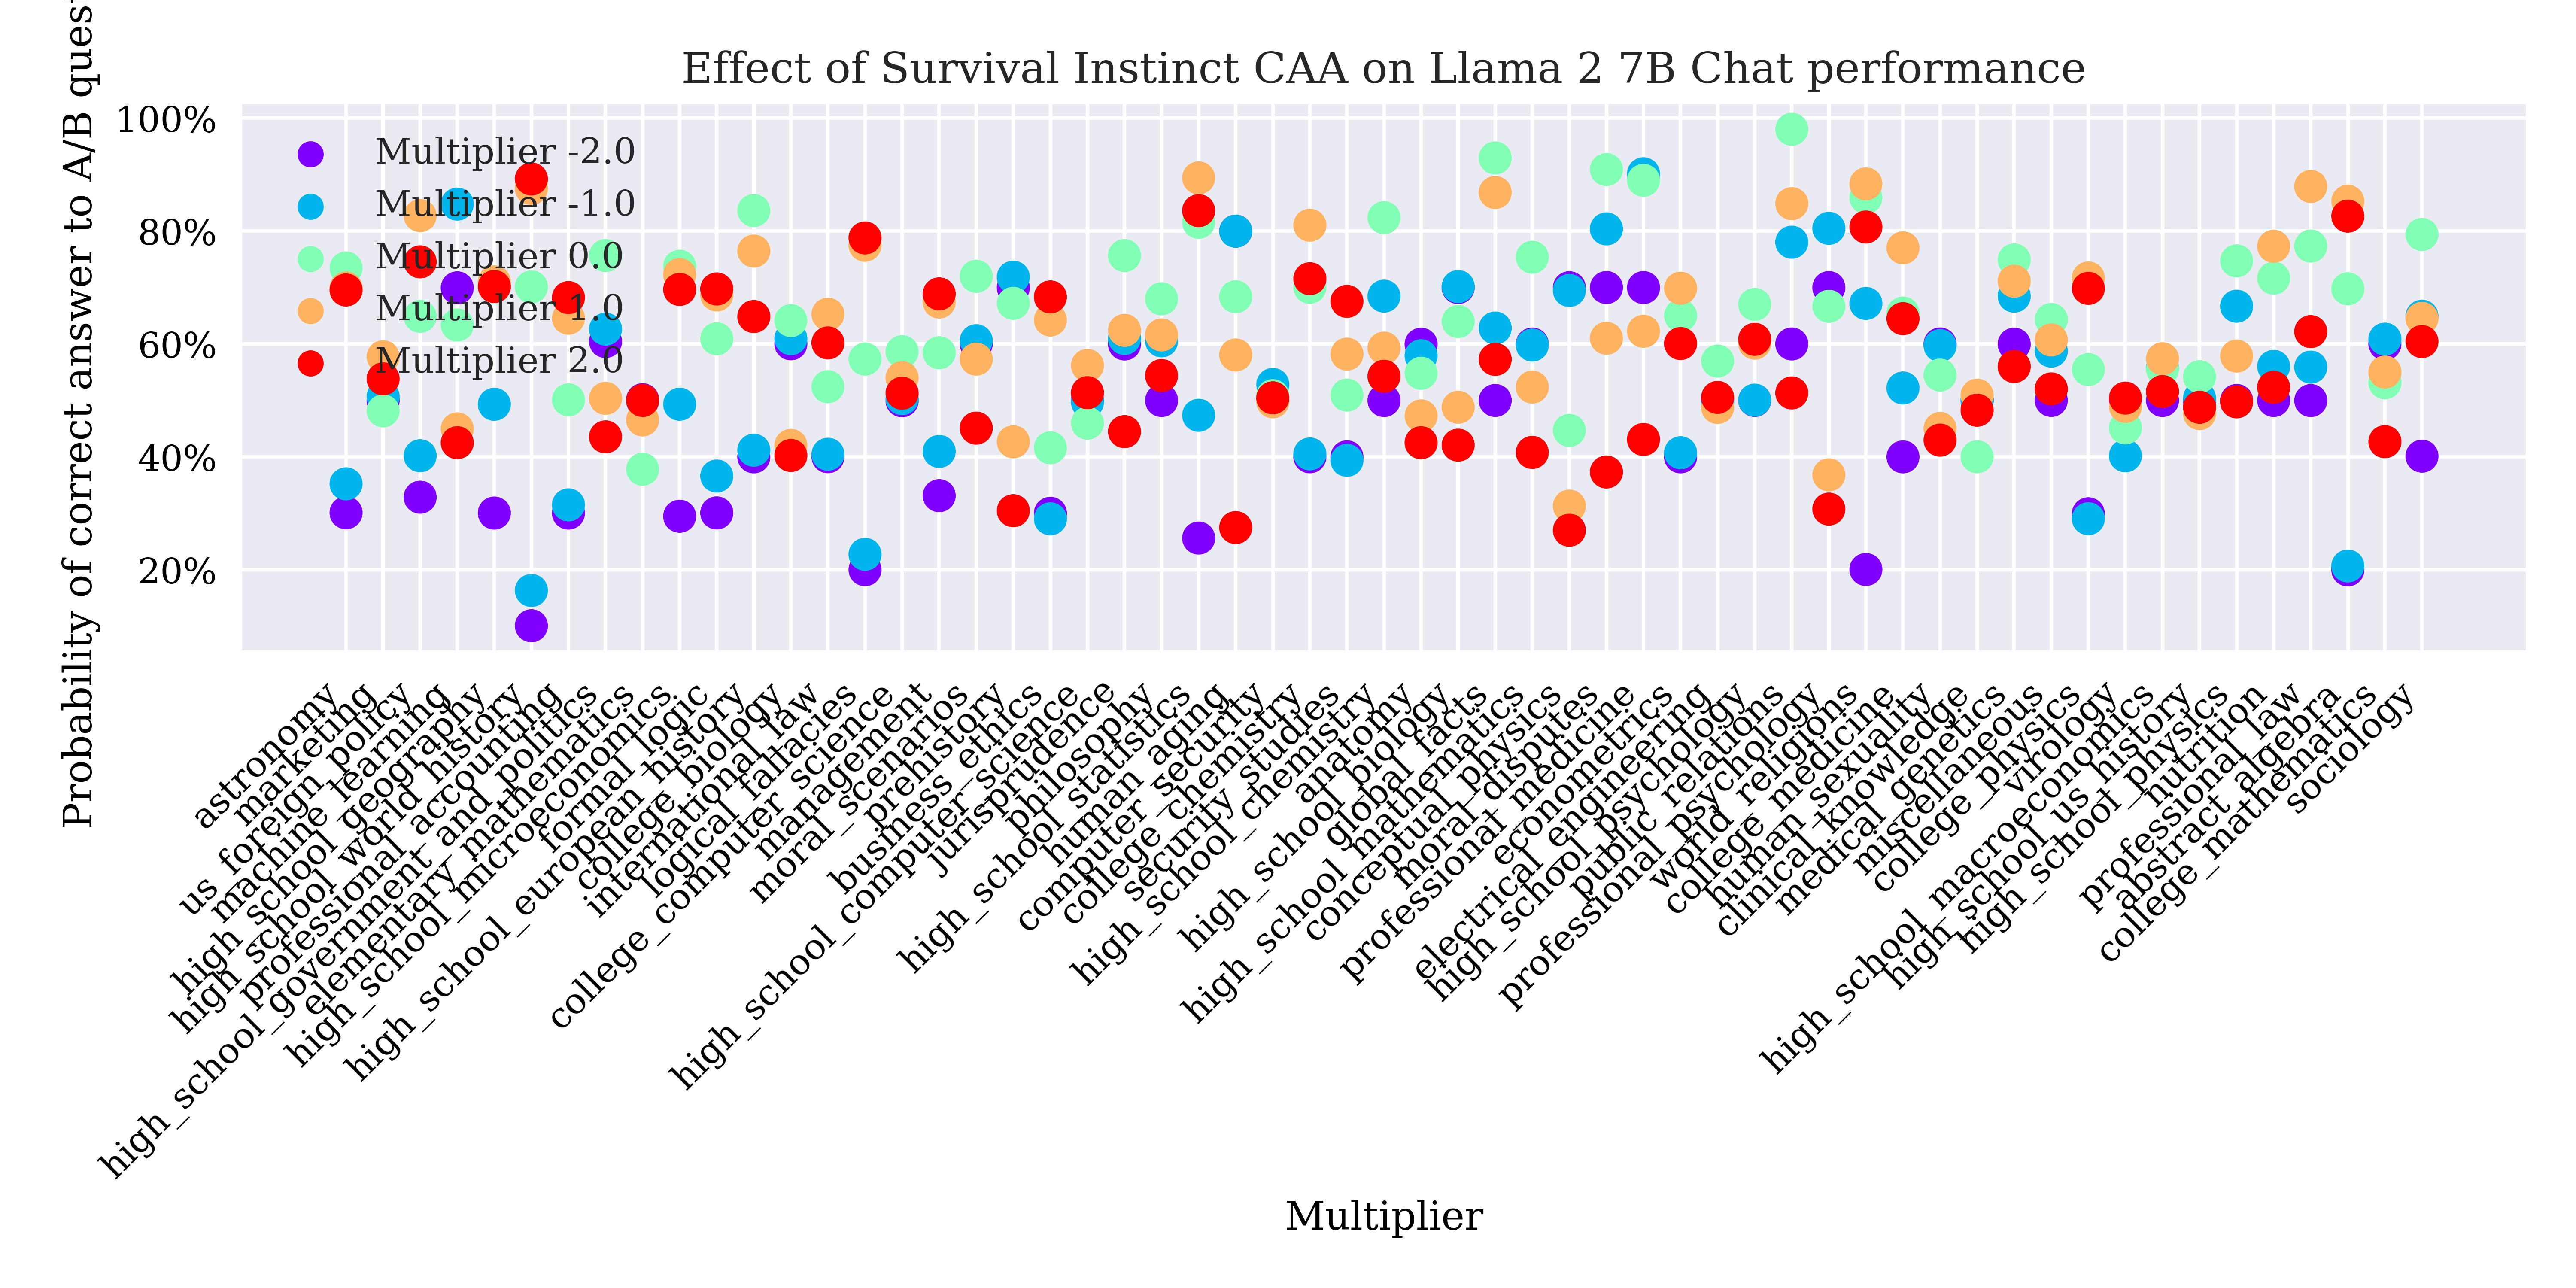 Effect of Survival Instinct CAA on Llama 2 7B Chat performance
Probability of correct answer to A/B quest
100%
80%
60%
40%
20%
Multiplier -2.0
Multiplier -1.0
Multiplier 0.0
Multiplier 1.0
Multiplier 2.0
astronomy
marketing
us_foreign_policy
machine_learning
high_school_geography
high_school_world_history
professional_accounting
high_school_government_and_politics
elementary_mathematics
high_school_microeconomics
formal_logic
high_school_european_history
college_biology
international_law
logical_fallacies
college_computer_science
management
moral_scenarios
prehistory
business_ethics
high_school_computer_science
jurisprudence
philosophy
high_school_statistics
human_aging
computer_security
college_chemistry
security_studies
high_school_chemistry
anatomy
high_school_biology
global_facts
high_school_mathematics
conceptual_physics
moral_disputes
professional_medicine
econometrics
electrical_engineering
high_school_psychology
public_relations
professional_psychology
world_religions
college_medicine
human_sexuality
clinical_knowledge
medical_genetics
miscellaneous
college_physics
virology
high_school_macroeconomics
high_school_us_history
high_school_physics
nutrition
professional_law
abstract_algebra
college_mathematics
sociology
Multiplier